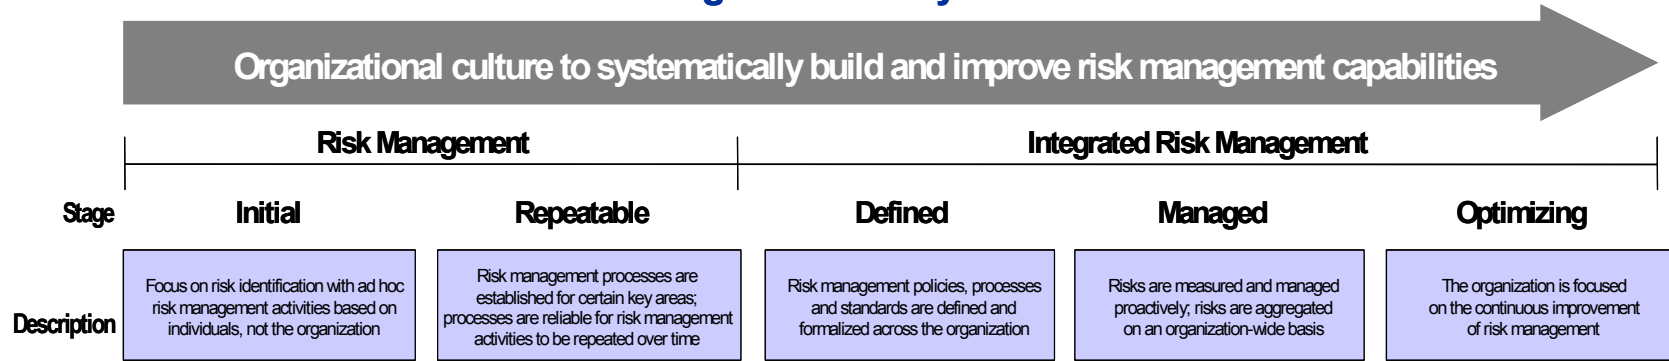 Organizational culture to systematically build and improve risk management capabilities
Risk Management
Integrated Risk Management
Stage
Initial
Repeatable
Defined
Managed
Optimizing
Description
Focus on risk identification with ad hoc
risk management activities based on
individuals, not the organization
Risk management processes are
established for certain key areas;
processes are reliable for risk management
activities to be repeated over time
Risk management policies, processes
and standards are defined and
formalized across the organization
Risks are measured and managed
proactively; risks are aggregated
on an organization-wide basis
The organization is focused
on the continuous improvement
of risk management